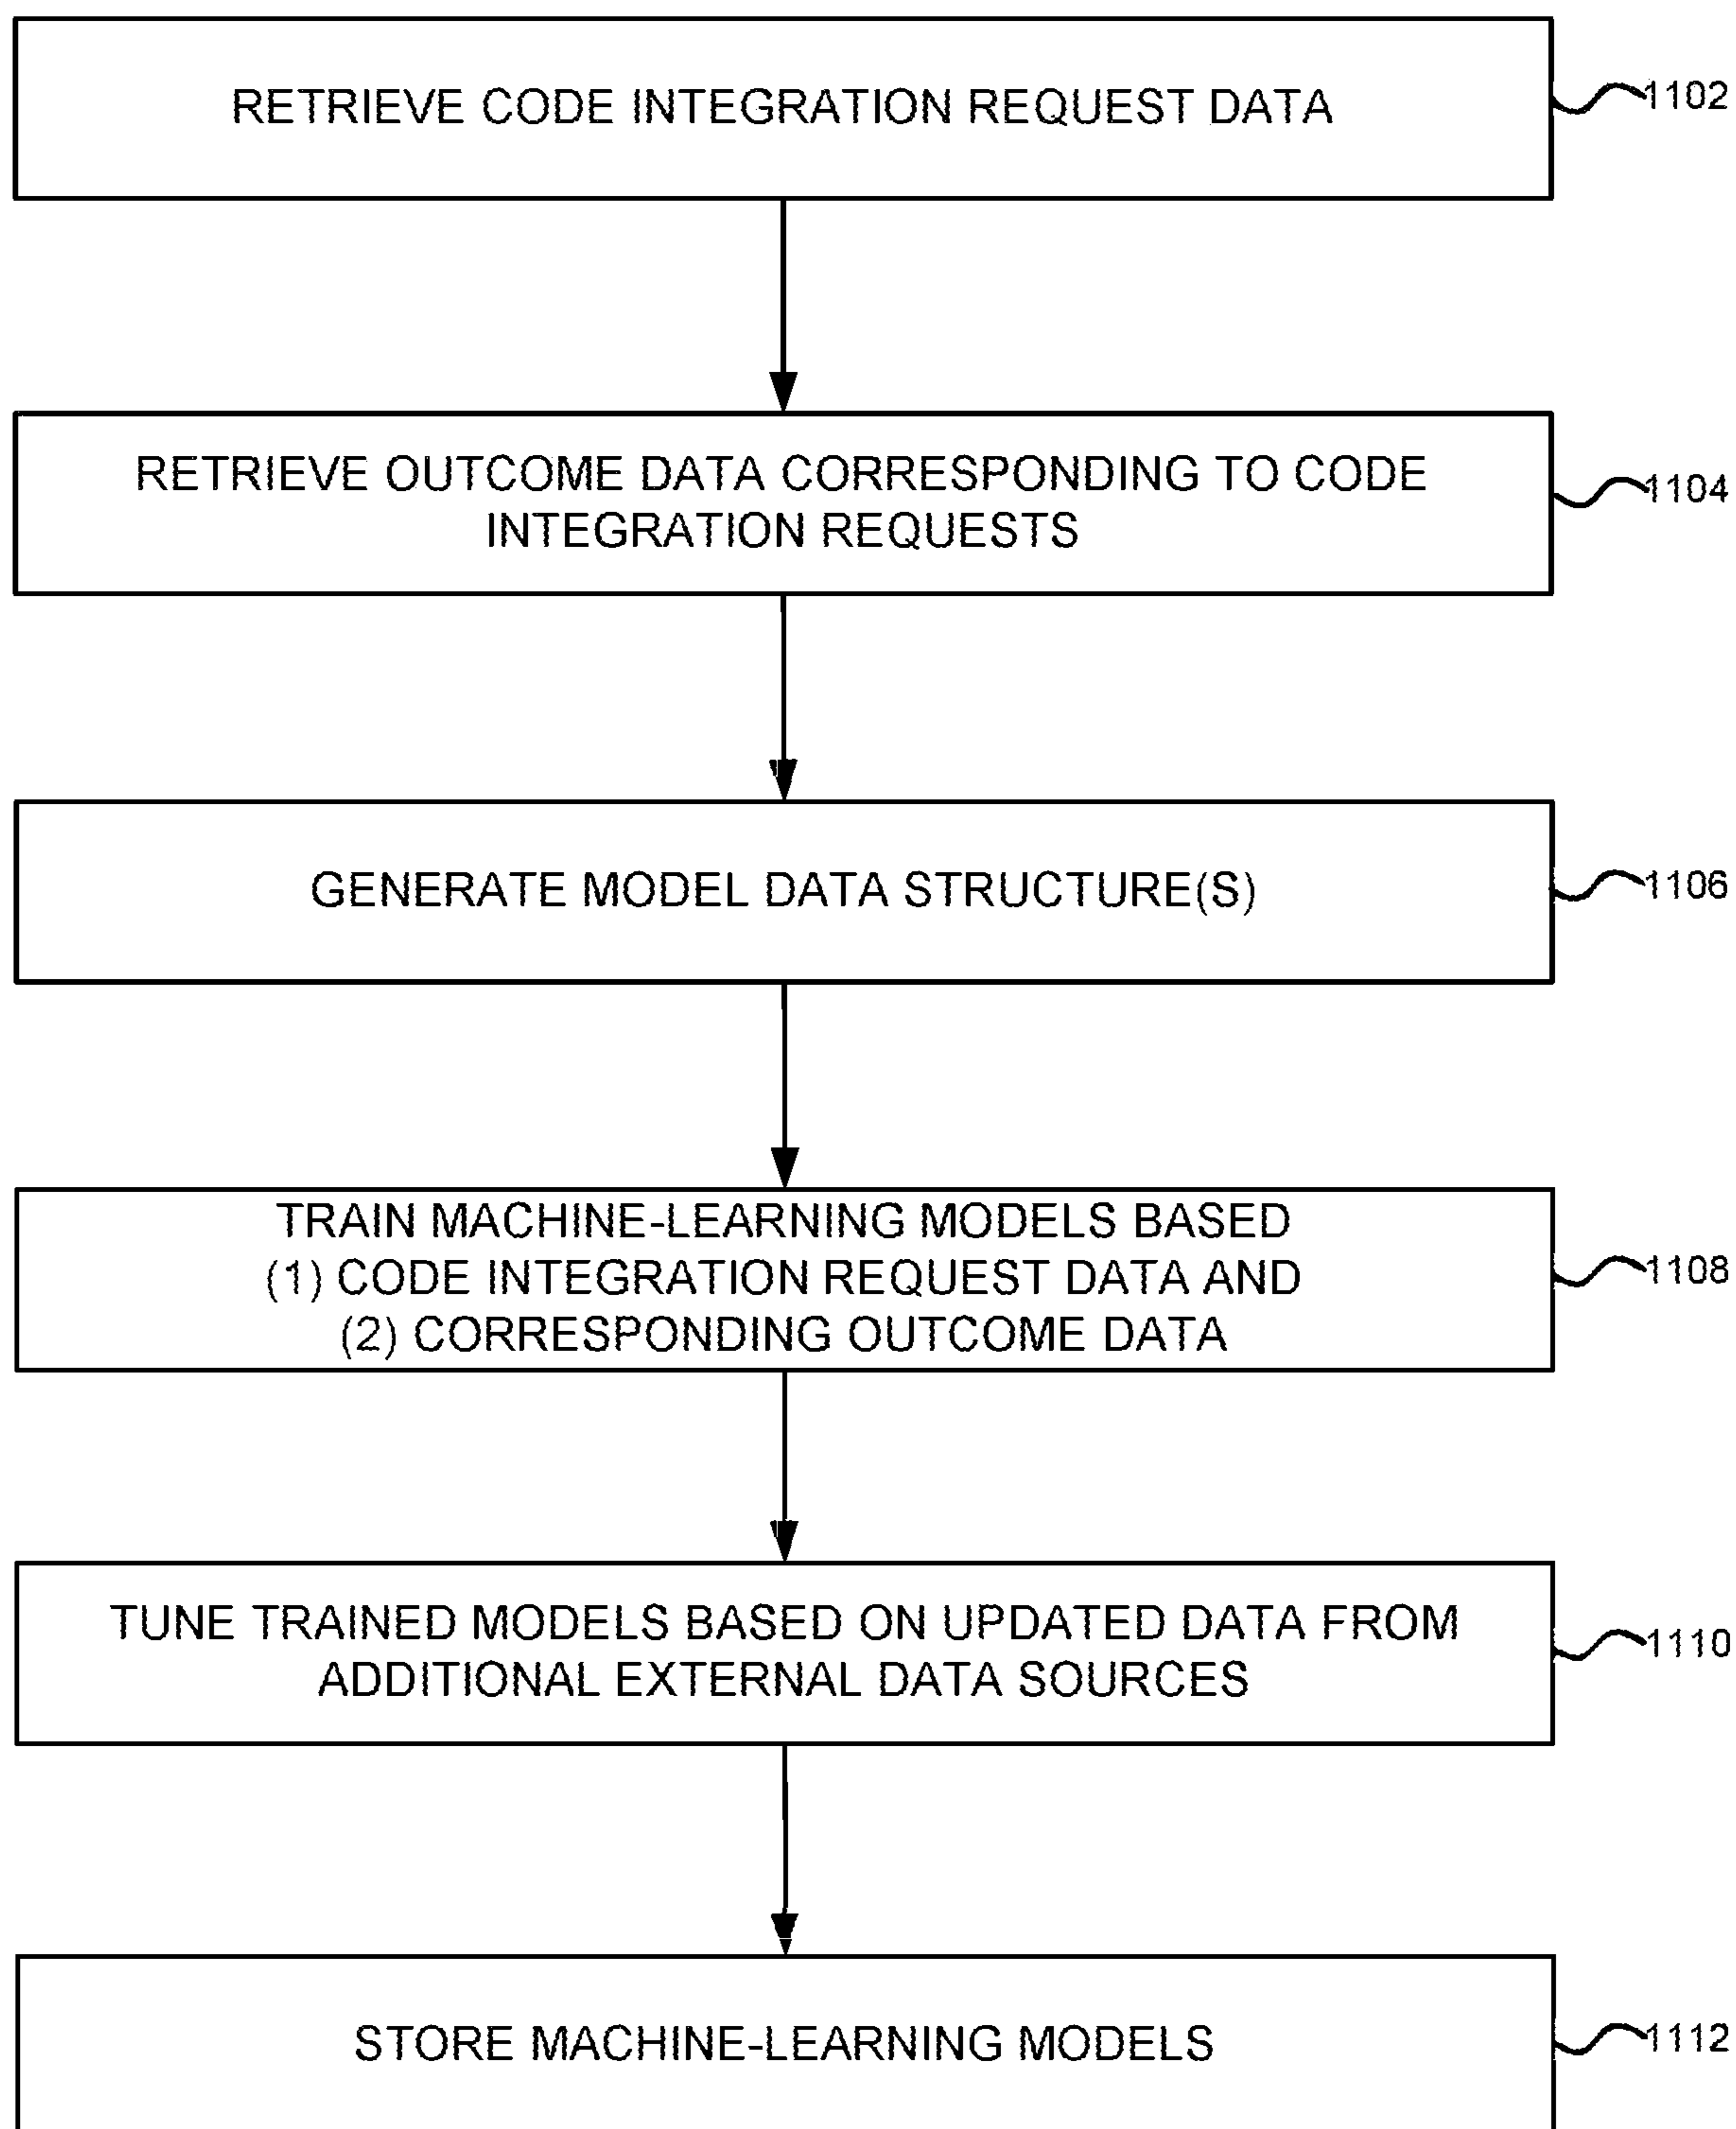 RETRIEVE CODE INTEGRATION REQUEST DATA
1102
RETRIEVE OUTCOME DATA CORRESPONDING TO CODE
INTEGRATION REQUESTS
1104
GENERATE MODEL DATA STRUCTURE(S)
1106
TRAIN MACHINE-LEARNING MODELS BASED
(1) CODE INTEGRATION REQUEST DATA AND
(2) CORRESPONDING OUTCOME DATA
1108
TUNE TRAINED MODELS BASED ON UPDATED DATA FROM
ADDITIONAL EXTERNAL DATA SOURCES
1110
STORE MACHINE-LEARNING MODELS
1112